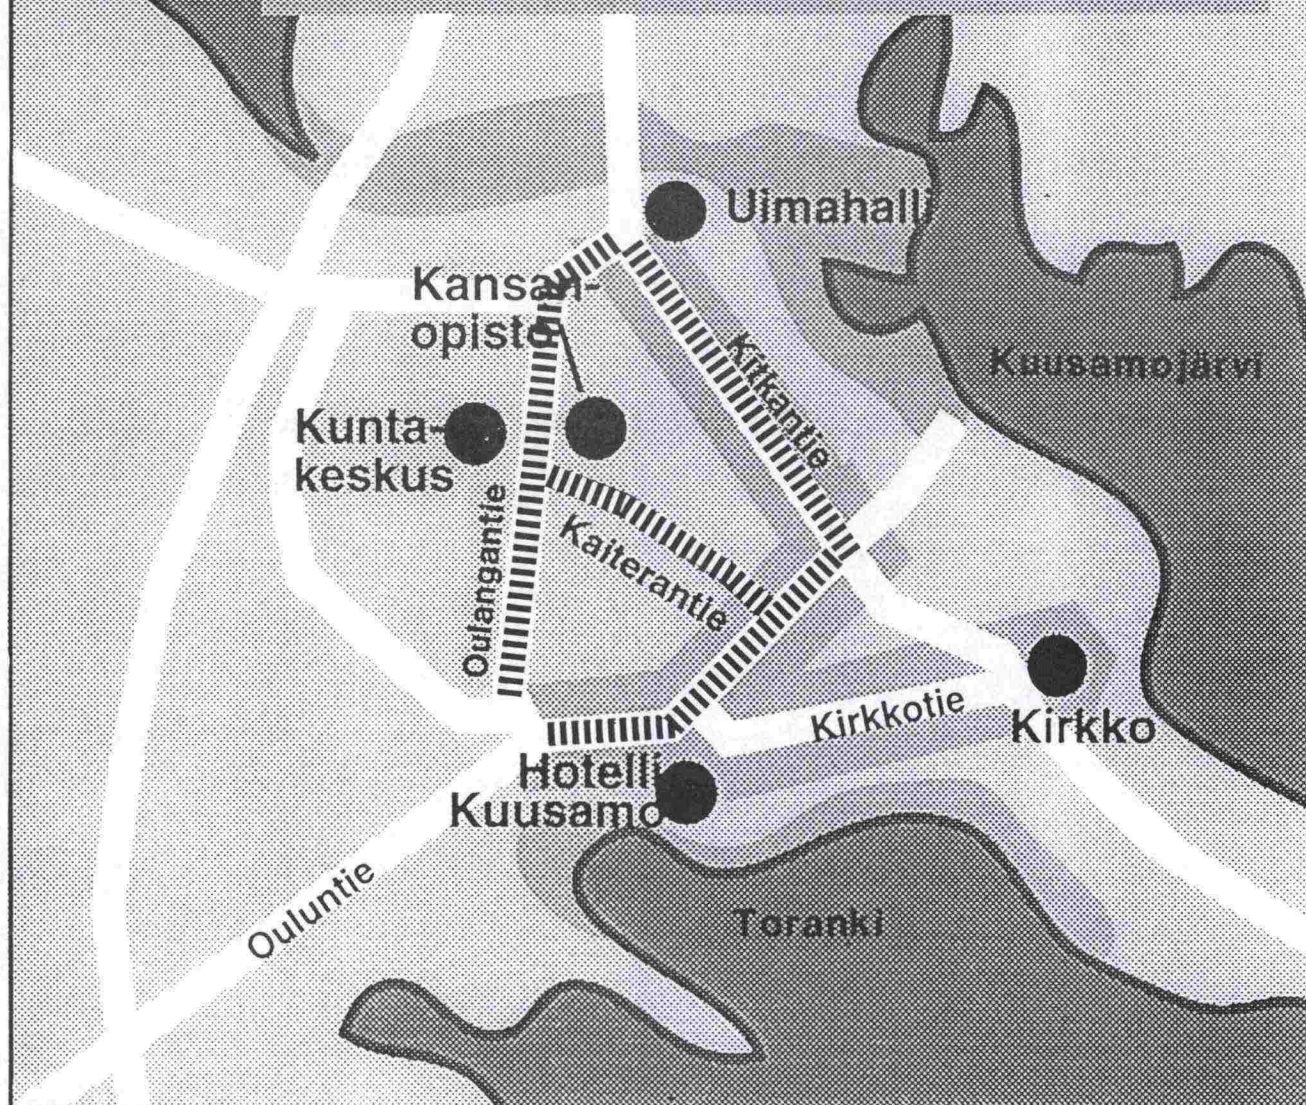 Uimahalli
Kansan-
opisto
Kitkantie
Kuusamojärvi
Kunta-
keskus
Oulangantie
Kaiterantie
Kirkkotie
Kirkko
Hotelli
Kuusamo
Ouluntie
Toranki